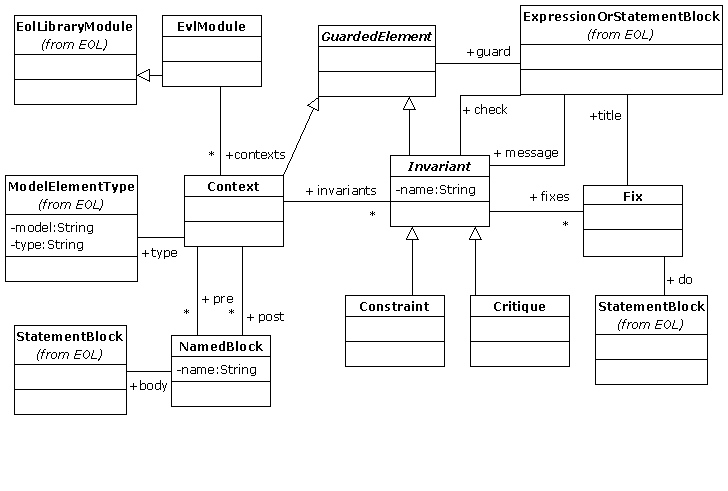 EolLibraryModule
(from EOL)
EvlModule
GuardedElement
ExpressionOrStatementBlock
(from EOL)
+guard
+ check
+title
*
+contexts
+ message
ModelElementType
(from EOL)
-model:String
-type:String
Context
+ invariants
*
Invariant
-name:String
+ fixes
*
Fix
+type
+ do
+ pre
*
*
+ post
Constraint
Critique
StatementBlock
(from EOL)
StatementBlock
(from EOL)
NamedBlock
-name:String
+body